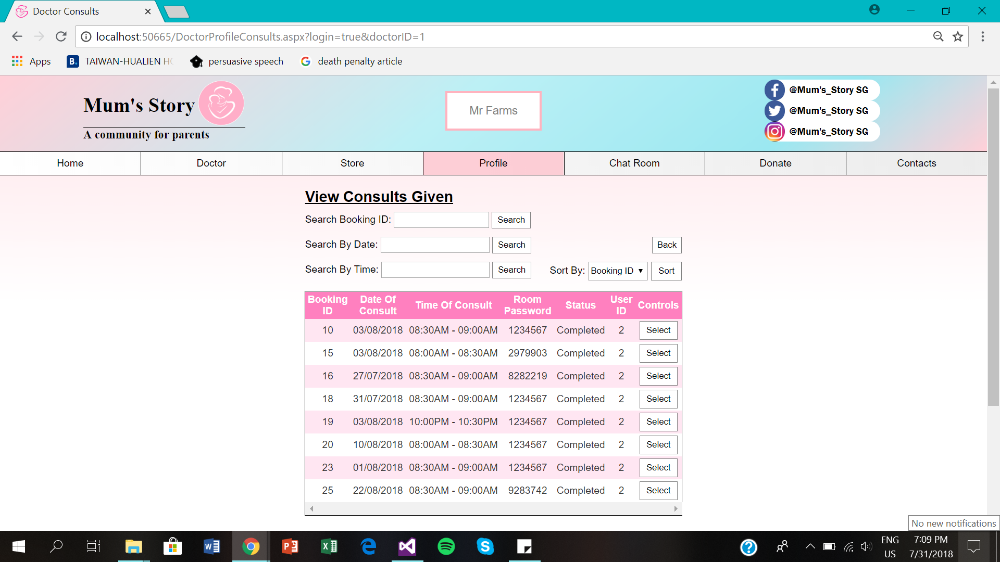 Doctor Consults
localhost:50665/DoctorProfileConsults.aspx?login=true&doctorID=1
Apps
B. TAIWAN-HUALIEN HO
persuasive speech
death penalty article
Mum's Story
A community for parents
Mr Farms
@Mum's_Story SG
@Mum's_Story SG
@Mum's_Story SG
Home Doctor Store Profile Chat Room Donate Contacts
View Consults Given
Search Booking ID: Search
Search By Date: Search Back
Search By Time: Search Sort By: Booking ID Sort
Booking ID Date Of Consult Time Of Consult Room Password Status User ID Controls
10 03/08/2018 08:30AM - 09:00AM 1234567 Completed 2 Select
15 03/08/2018 08:00AM - 08:30AM 2979903 Completed 2 Select
16 27/07/2018 08:30AM - 09:00AM 8282219 Completed 2 Select
18 31/07/2018 08:30AM - 09:00AM 1234567 Completed 2 Select
19 03/08/2018 10:00PM - 10:30PM 1234567 Completed 2 Select
20 10/08/2018 08:00AM - 08:30AM 1234567 Completed 2 Select
23 01/08/2018 08:30AM - 09:00AM 1234567 Completed 2 Select
25 22/08/2018 08:30AM - 09:00AM 9283742 Completed 2 Select
No new notifications
ENG 7:09 PM
US 7/31/2018